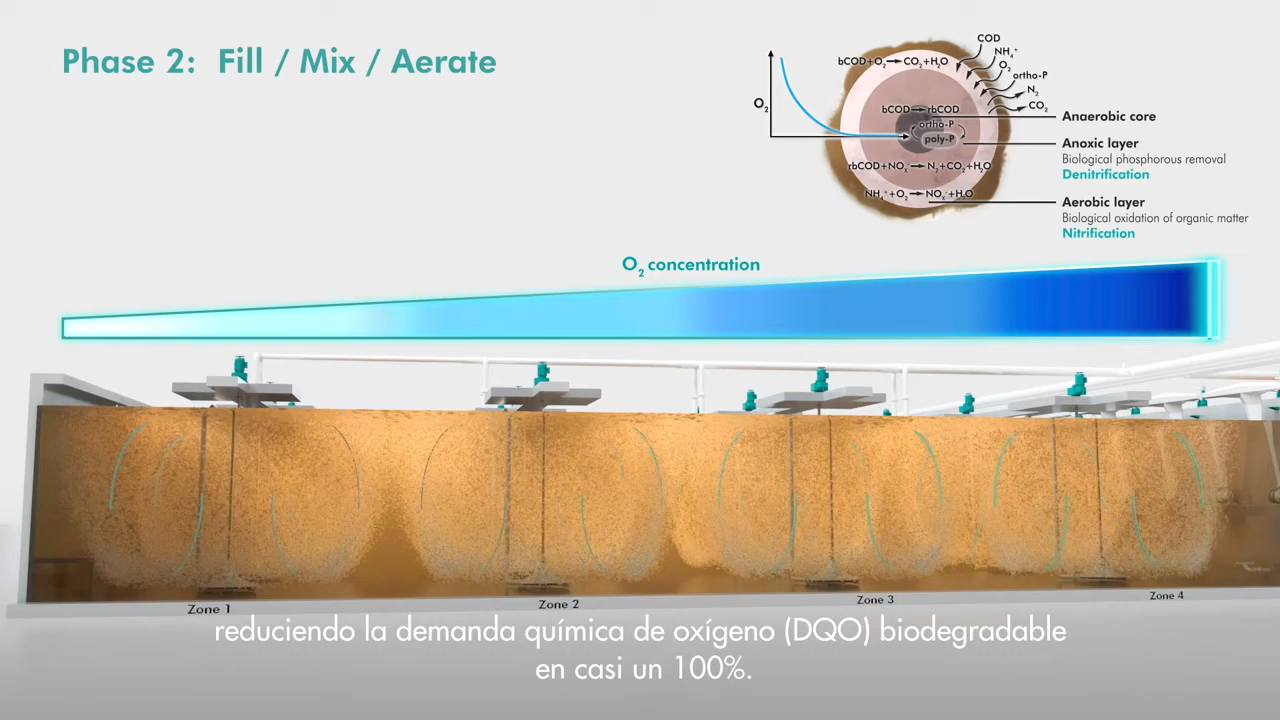 Phase 2: Fill / Mix / Aerate
COD
NH₄⁺
O₂
ortho-P
N₂
CO₂
bCOD+O₂→CO₂+H₂O
O₂
bCOD→rbCOD
ortho-P
poly-P
rbCOD+NOₓ⁻→N₂+CO₂+H₂O
NH₄⁺+O₂→NOₓ⁻+H₂O
Anaerobic core
Anoxic layer
Biological phosphorous removal
Denitrification
Aerobic layer
Biological oxidation of organic matter
Nitrification
O₂ concentration
Zone 1
Zone 2
Zone 3
Zone 4
reduciendo la demanda química de oxígeno (DQO) biodegradable
en casi un 100%.